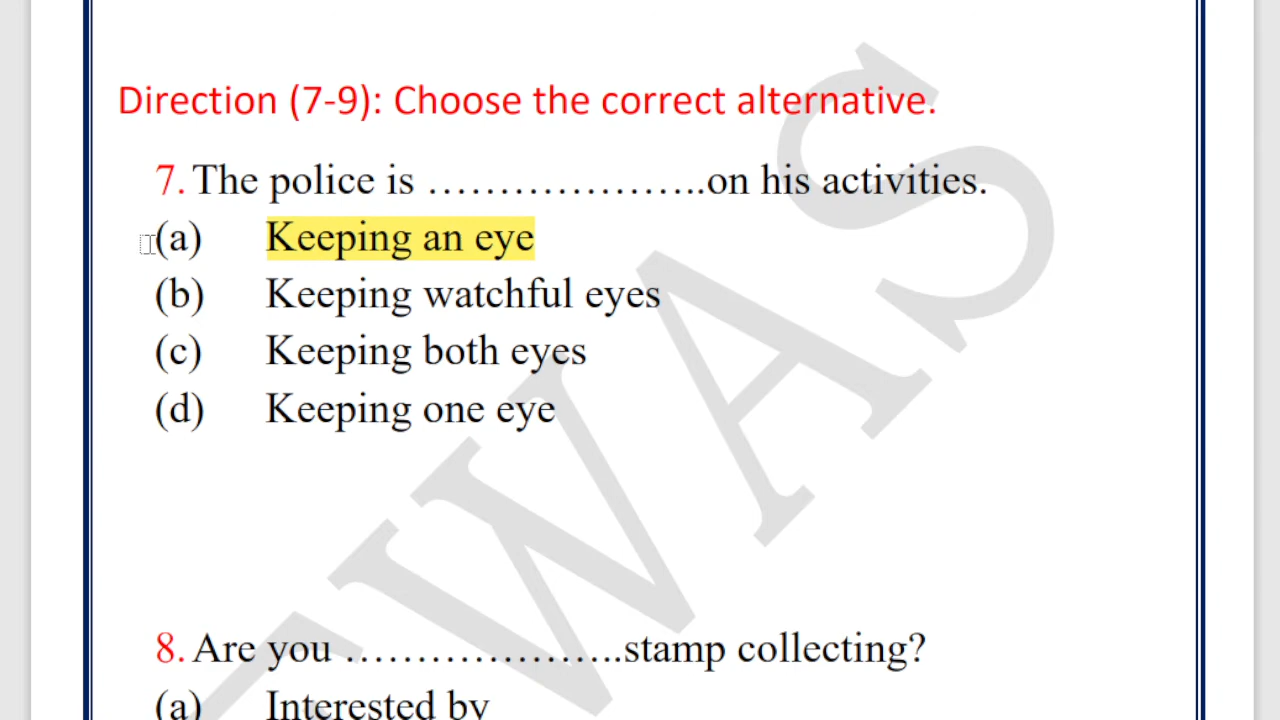 Direction (7-9): Choose the correct alternative.
7. The police is …………………..on his activities.
(a) Keeping an eye
(b) Keeping watchful eyes
(c) Keeping both eyes
(d) Keeping one eye
8. Are you …………………..stamp collecting?
(a) Interested by